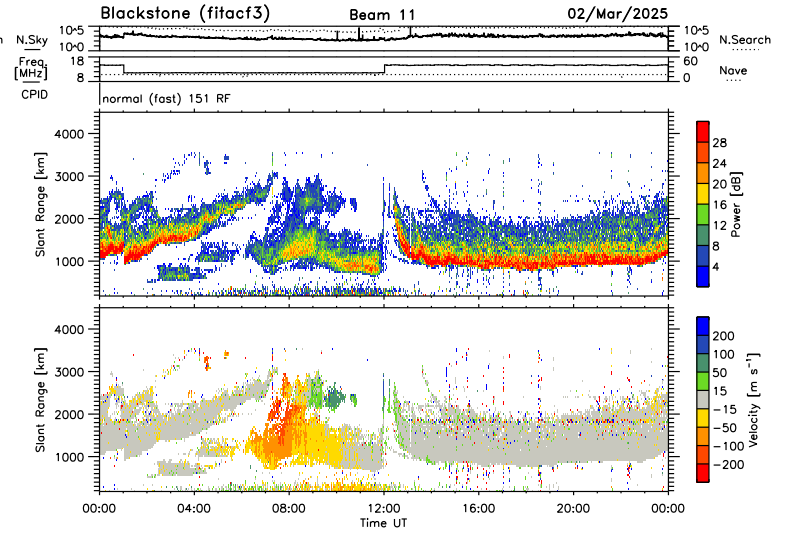 Blackstone (fitacf3) Beam 11 02/Mar/2025
N.Sky 10^5 10^0 10^5 10^0 N.Search
Freq. [MHz] 18 8 60 0 Nave
CPID normal (fast) 151 RF
Slant Range [km] 4000 3000 2000 1000
28 24 20 16 12 8 4 Power [dB]
Slant Range [km] 4000 3000 2000 1000
200 100 50 15 -15 -50 -100 -200 Velocity [m s⁻¹]
00:00 04:00 08:00 12:00 16:00 20:00 00:00
Time UT